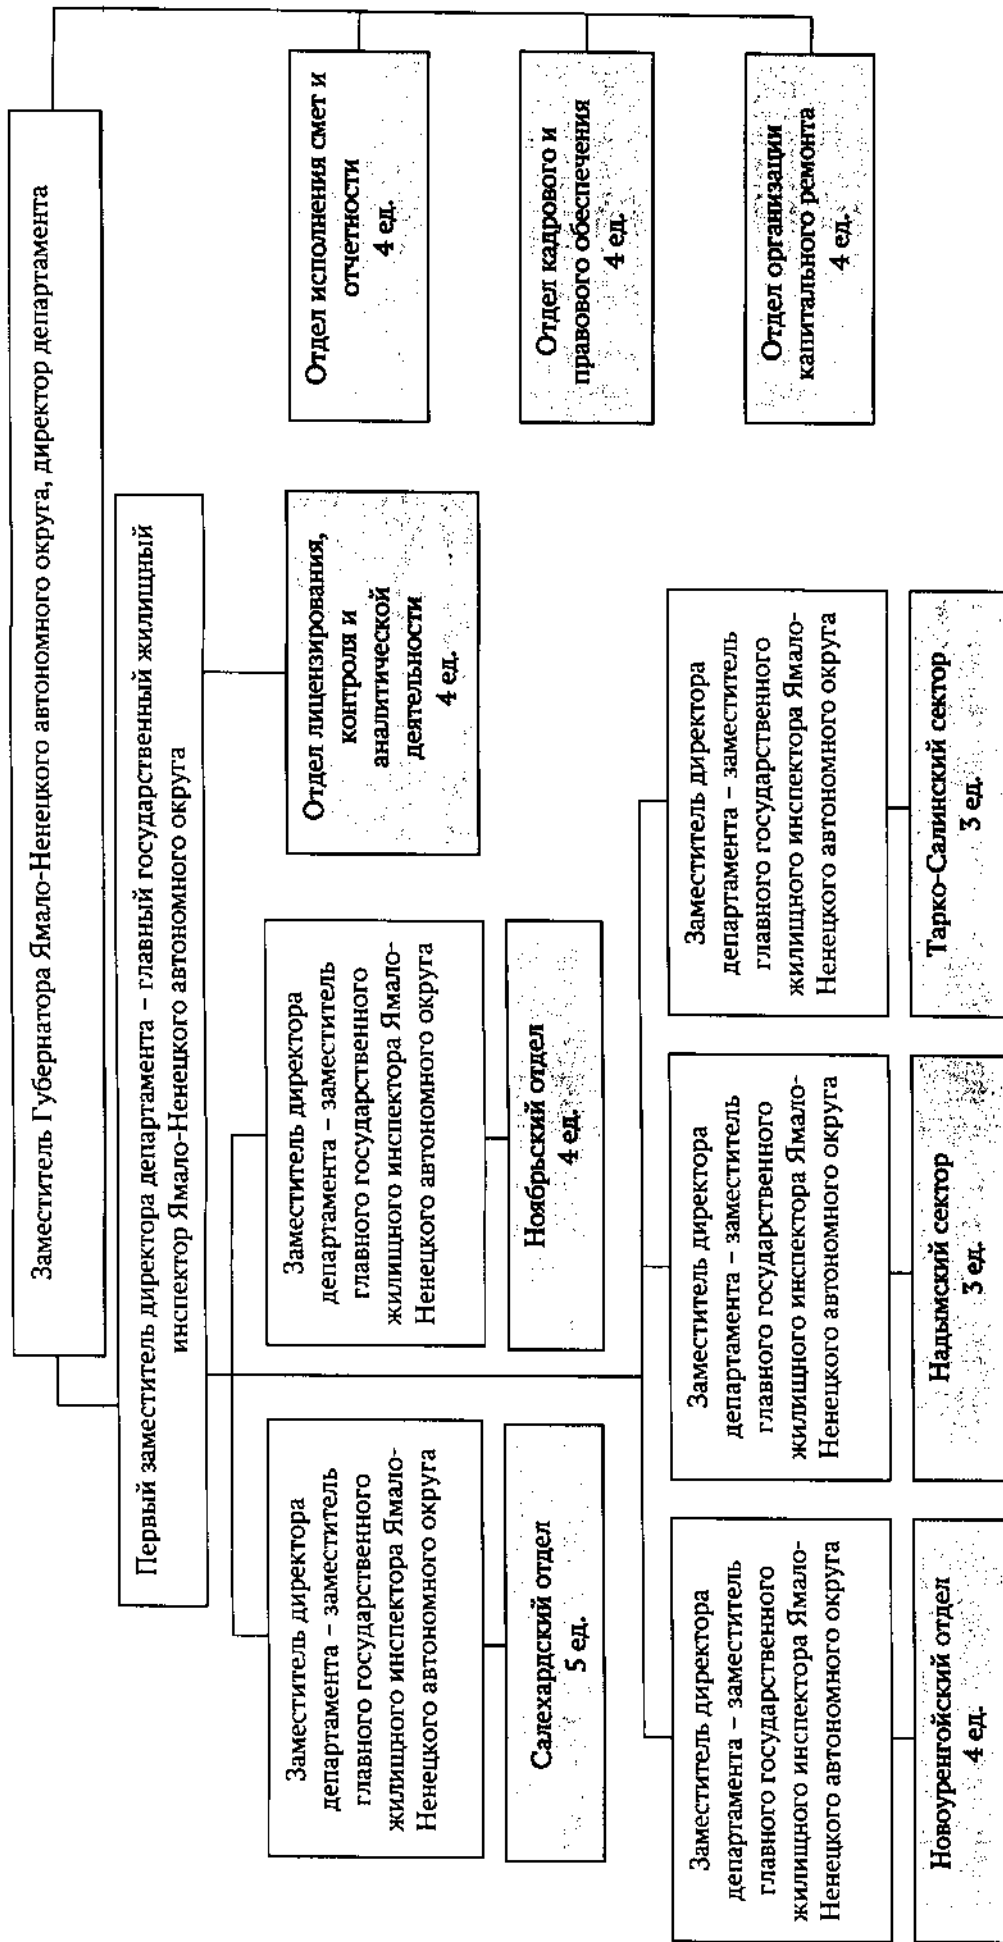 Заместитель Губернатора Ямало-Ненецкого автономного округа, директор департамента
Первый заместитель директора департамента – главный государственный жилищный
инспектор Ямало-Ненецкого автономного округа
Отдел исполнения смет и
отчетности
4 ед.
Отдел кадрового и
правового обеспечения
4 ед.
Отдел организации
капитального ремонта
4 ед.
Отдел лицензирования,
контроля и
аналитической
деятельности
4 ед.
Заместитель директора
департамента – заместитель
главного государственного
жилищного инспектора Ямало-
Ненецкого автономного округа
Салехардский отдел
5 ед.
Заместитель директора
департамента – заместитель
главного государственного
жилищного инспектора Ямало-
Ненецкого автономного округа
Ноябрьский отдел
4 ед.
Заместитель директора
департамента – заместитель
главного государственного
жилищного инспектора Ямало-
Ненецкого автономного округа
Новоуренгойский отдел
4 ед.
Заместитель директора
департамента – заместитель
главного государственного
жилищного инспектора Ямало-
Ненецкого автономного округа
Надымский сектор
3 ед.
Заместитель директора
департамента – заместитель
главного государственного
жилищного инспектора Ямало-
Ненецкого автономного округа
Тарко-Салинский сектор
3 ед.